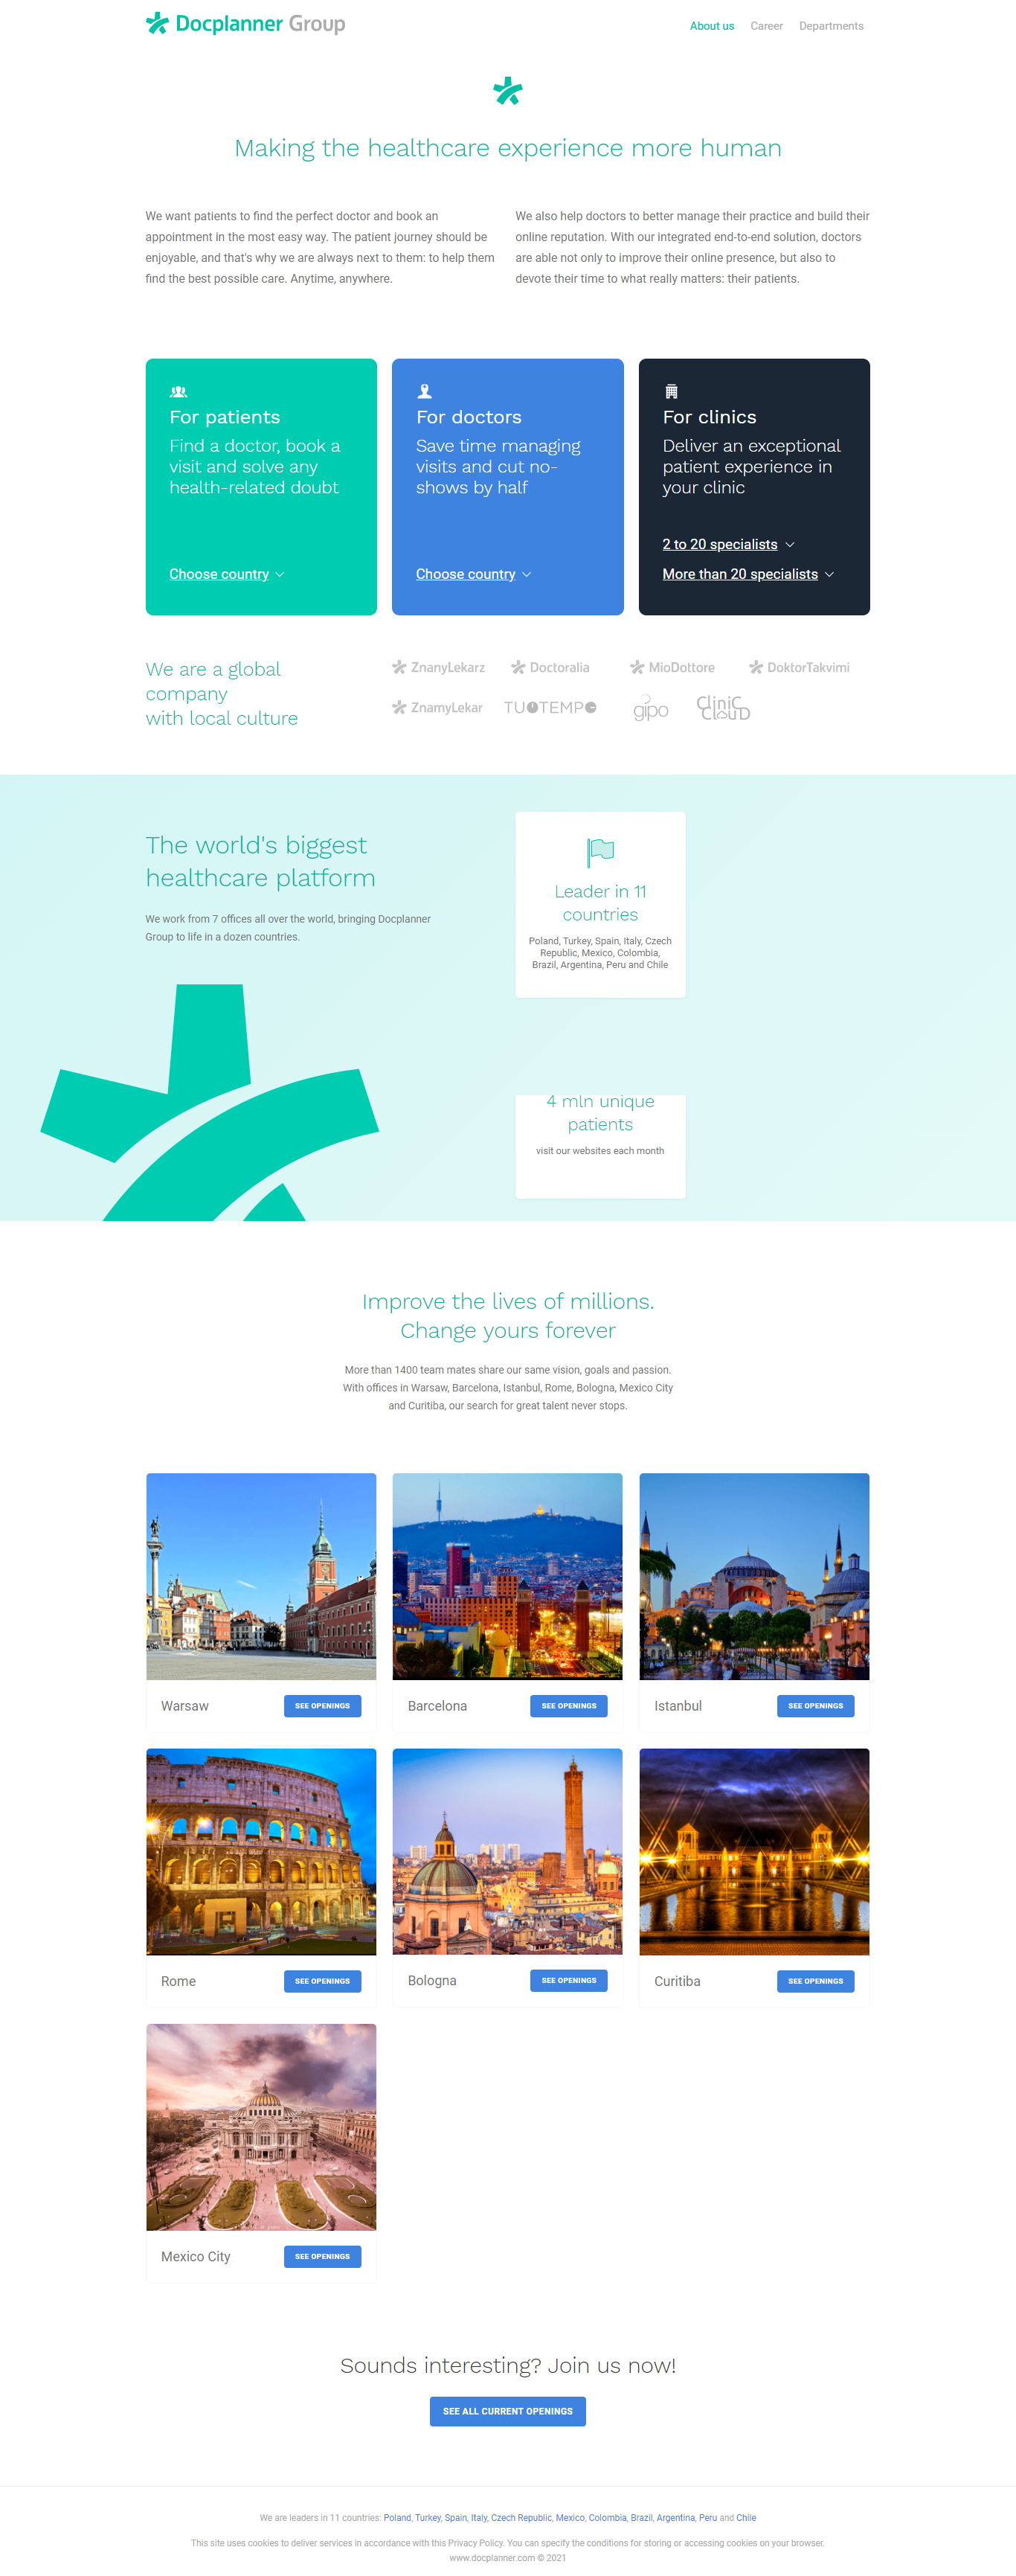 Docplanner Group
About us Career Departments
Making the healthcare experience more human
We want patients to find the perfect doctor and book an
appointment in the most easy way. The patient journey should be
enjoyable, and that's why we are always next to them: to help them
find the best possible care. Anytime, anywhere.
We also help doctors to better manage their practice and build their
online reputation. With our integrated end-to-end solution, doctors
are able not only to improve their online presence, but also to
devote their time to what really matters: their patients.
For patients
Find a doctor, book a
visit and solve any
health-related doubt
Choose country
For doctors
Save time managing
visits and cut no-
shows by half
Choose country
For clinics
Deliver an exceptional
patient experience in
your clinic
2 to 20 specialists
More than 20 specialists
We are a global
company
with local culture
ZnanyLekarz Doctoralia MioDottore DoktorTakvimi
ZnamyLekar TUOTEMPO gipo CliniC ClouD
The world's biggest
healthcare platform
We work from 7 offices all over the world, bringing Docplanner
Group to life in a dozen countries.
Leader in 11
countries
Poland, Turkey, Spain, Italy, Czech
Republic, Mexico, Colombia,
Brazil, Argentina, Peru and Chile
4 mln unique
patients
visit our websites each month
Improve the lives of millions.
Change yours forever
More than 1400 team mates share our same vision, goals and passion.
With offices in Warsaw, Barcelona, Istanbul, Rome, Bologna, Mexico City
and Curitiba, our search for great talent never stops.
Warsaw SEE OPENINGS
Barcelona SEE OPENINGS
Istanbul SEE OPENINGS
Rome SEE OPENINGS
Bologna SEE OPENINGS
Curitiba SEE OPENINGS
Mexico City SEE OPENINGS
Sounds interesting? Join us now!
SEE ALL CURRENT OPENINGS
We are leaders in 11 countries: Poland, Turkey, Spain, Italy, Czech Republic, Mexico, Colombia, Brazil, Argentina, Peru and Chile
This site uses cookies to deliver services in accordance with this Privacy Policy. You can specify the conditions for storing or accessing cookies on your browser.
www.docplanner.com © 2021